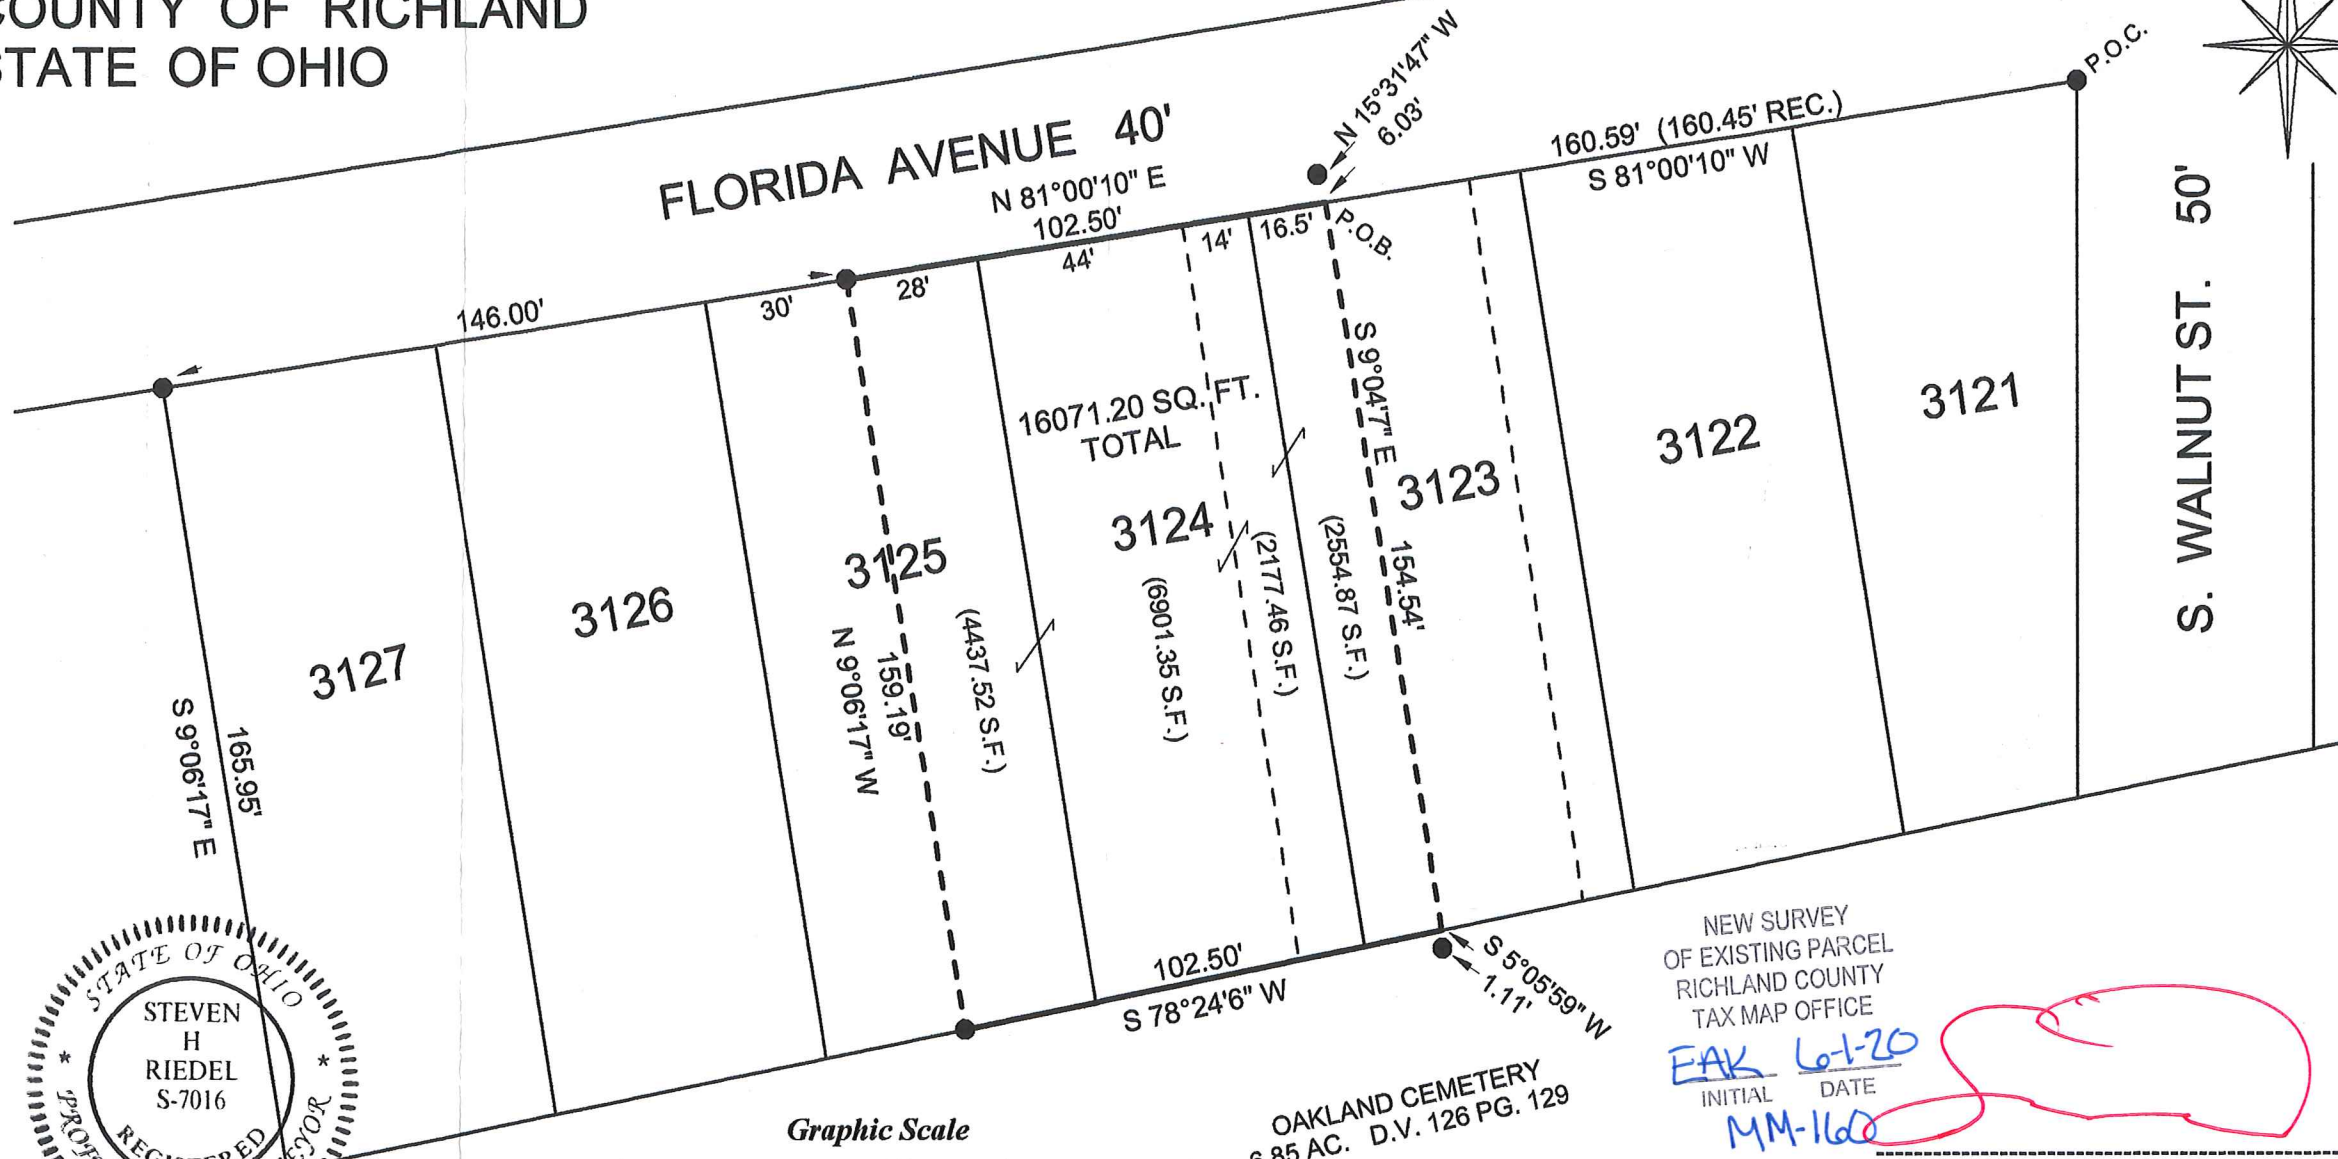 COUNTY OF RICHLAND
STATE OF OHIO
P.O.C.
N 15°31'47" W
6.03'
FLORIDA AVENUE 40'
N 81°00'10" E
102.50'
160.59' (160.45' REC.)
S 81°00'10" W
146.00'
30'
28'
44'
14'
16.5'
P.O.B.
S. WALNUT ST. 50'
16071.20 SQ. FT.
TOTAL
S 9°04'7" E
154.54'
3121
3122
3123
3124
3125
3126
3127
(2554.87 S.F.)
(2177.46 S.F.)
(6901.35 S.F.)
(4437.52 S.F.)
N 9°06'17" W
159.19'
165.95'
S 9°06'17" E
102.50'
S 78°24'6" W
S 5°05'59" W
1.11'
STATE OF OHIO
STEVEN
H
RIEDEL
S-7016
REGISTERED
Graphic Scale
OAKLAND CEMETERY
6.85 AC. D.V. 126 PG. 129
NEW SURVEY
OF EXISTING PARCEL
RICHLAND COUNTY
TAX MAP OFFICE
EAK 6-1-20
INITIAL DATE
MM-160